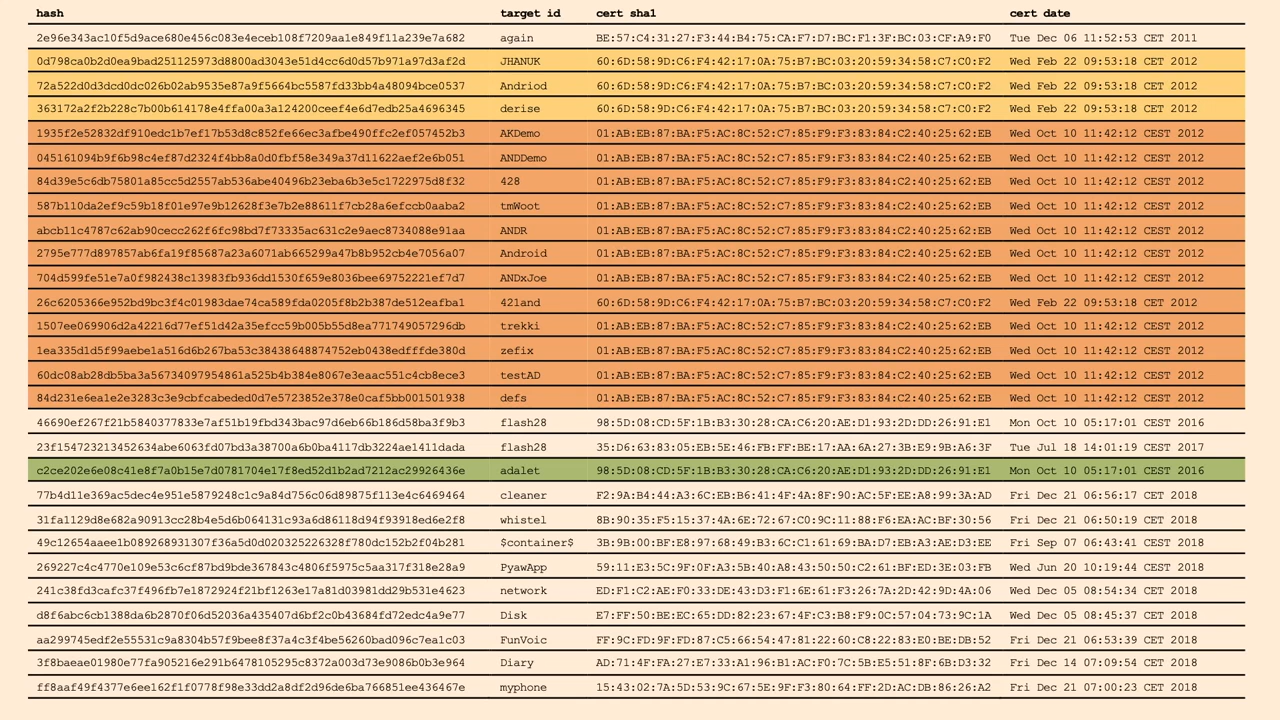 hash target id cert sha1 cert date
2e96e343ac10f5d9ace680e456c083e4eceb108f7209aa1e849f11a239e7a682 again BE:57:C4:31:27:F3:44:B4:75:CA:F7:D7:BC:F1:3F:BC:03:CF:A9:F0 Tue Dec 06 11:52:53 CET 2011
0d798ca0b2d0ea9bad251125973d8800ad3043e51d4cc6d0d57b971a97d3af2d JHANUK 60:6D:58:9D:C6:F4:42:17:0A:75:B7:BC:03:20:59:34:58:C7:C0:F2 Wed Feb 22 09:53:18 CET 2012
72a522d0d3dcd0dc026b02ab9535e87a9f5664bc5587fd33bb4a48094bce0537 Andriod 60:6D:58:9D:C6:F4:42:17:0A:75:B7:BC:03:20:59:34:58:C7:C0:F2 Wed Feb 22 09:53:18 CET 2012
363172a2f2b228c7b00b614178e4ffa00a3a124200ceef4e6d7edb25a4696345 derise 60:6D:58:9D:C6:F4:42:17:0A:75:B7:BC:03:20:59:34:58:C7:C0:F2 Wed Feb 22 09:53:18 CET 2012
1935f2e52832df910edc1b7ef17b53d8c852fe66ec3afbe490ffc2ef057452b3 AKDemo 01:AB:EB:87:BA:F5:AC:8C:52:C7:85:F9:F3:83:84:C2:40:25:62:EB Wed Oct 10 11:42:12 CEST 2012
045161094b9f6b98c4ef87d2324f4bb8a0d0fbf58e349a37d11622aef2e6b051 ANDDemo 01:AB:EB:87:BA:F5:AC:8C:52:C7:85:F9:F3:83:84:C2:40:25:62:EB Wed Oct 10 11:42:12 CEST 2012
84d39e5c6db75801a85cc5d2557ab536abe40496b23eba6b3e5c1722975d8f32 428 01:AB:EB:87:BA:F5:AC:8C:52:C7:85:F9:F3:83:84:C2:40:25:62:EB Wed Oct 10 11:42:12 CEST 2012
587b110da2ef9c59b18f01e97e9b12628f3e7b2e88611f7cb28a6efccb0aaba2 tmWoot 01:AB:EB:87:BA:F5:AC:8C:52:C7:85:F9:F3:83:84:C2:40:25:62:EB Wed Oct 10 11:42:12 CEST 2012
abcb11c4787c62ab90cecc262f6fc98bd7f73335ac631c2e9aec8734088e91aa ANDR 01:AB:EB:87:BA:F5:AC:8C:52:C7:85:F9:F3:83:84:C2:40:25:62:EB Wed Oct 10 11:42:12 CEST 2012
2795e777d897857ab6fa19f85687a23a6071ab665299a47b8b952cb4e7056a07 Android 01:AB:EB:87:BA:F5:AC:8C:52:C7:85:F9:F3:83:84:C2:40:25:62:EB Wed Oct 10 11:42:12 CEST 2012
704d599fe51e7a0f982438c13983fb936dd1530f659e8036bee69752221ef7d7 ANDxJoe 01:AB:EB:87:BA:F5:AC:8C:52:C7:85:F9:F3:83:84:C2:40:25:62:EB Wed Oct 10 11:42:12 CEST 2012
26c6205366e952bd9bc3f4c01983dae74ca589fda0205f8b2b387de512eafba1 421and 60:6D:58:9D:C6:F4:42:17:0A:75:B7:BC:03:20:59:34:58:C7:C0:F2 Wed Feb 22 09:53:18 CET 2012
1507ee069906d2a42216d77ef51d42a35efcc59b005b55d8ea771749057296db trekki 01:AB:EB:87:BA:F5:AC:8C:52:C7:85:F9:F3:83:84:C2:40:25:62:EB Wed Oct 10 11:42:12 CEST 2012
1ea335d1d5f99aebe1a516d6b267ba53c38438648874752eb0438edfffde380d zefix 01:AB:EB:87:BA:F5:AC:8C:52:C7:85:F9:F3:83:84:C2:40:25:62:EB Wed Oct 10 11:42:12 CEST 2012
60dc08ab28db5ba3a56734097954861a525b4b384e8067e3eaac551c4cb8ece3 testAD 01:AB:EB:87:BA:F5:AC:8C:52:C7:85:F9:F3:83:84:C2:40:25:62:EB Wed Oct 10 11:42:12 CEST 2012
84d231e6ea1e2e3283c3e9cbfcabeded0d7e5723852e378e0caf5bb001501938 defs 01:AB:EB:87:BA:F5:AC:8C:52:C7:85:F9:F3:83:84:C2:40:25:62:EB Wed Oct 10 11:42:12 CEST 2012
46690ef267f21b5840377833e7af51b19fbd343bac97d6eb66b186d58ba3f9b3 flash28 98:5D:08:CD:5F:1B:B3:30:28:CA:C6:20:AE:D1:93:2D:DD:26:91:E1 Mon Oct 10 05:17:01 CEST 2016
23f154723213452634abe6063fd07bd3a38700a6b0ba4117db3224ae1411dada flash28 35:D6:63:83:05:EB:5E:46:FB:FF:BE:17:AA:6A:27:3B:E9:9B:A6:3F Tue Jul 18 14:01:19 CEST 2017
c2ce202e6e08c41e8f7a0b15e7d0781704e17f8ed52d1b2ad7212ac29926436e adalet 98:5D:08:CD:5F:1B:B3:30:28:CA:C6:20:AE:D1:93:2D:DD:26:91:E1 Mon Oct 10 05:17:01 CEST 2016
77b4d11e369ac5dec4e951e5879248c1c9a84d756c06d89875f113e4c6469464 cleaner F2:9A:B4:44:A3:6C:EB:B6:41:4F:4A:8F:90:AC:5F:EE:A8:99:3A:AD Fri Dec 21 06:56:17 CET 2018
31fa1129d8e682a90913cc28b4e5d6b064131c93a6d86118d94f93918ed6e2f8 whistel 8B:90:35:F5:15:37:4A:6E:72:67:C0:9C:11:88:F6:EA:AC:BF:30:56 Fri Dec 21 06:50:19 CET 2018
49c12654aaee1b089268931307f36a5d0d020325226328f780dc152b2f04b281 $container$ 3B:9B:00:BF:E8:97:68:49:B3:6C:C1:61:69:BA:D7:EB:A3:AE:D3:EE Fri Sep 07 06:43:41 CEST 2018
269227c4c4770e109e53c6cf87bd9bde367843c4806f5975c5aa317f318e28a9 PyawApp 59:11:E3:5C:9F:0F:A3:5B:40:A8:43:50:50:C2:61:BF:ED:3E:03:FB Wed Jun 20 10:19:44 CEST 2018
241c38fd3cafc37f496fb7e1872924f21bf1263e17a81d03981dd29b531e4623 network ED:F1:C2:AE:F0:33:DE:43:D3:F1:6E:61:F3:26:7A:2D:42:9D:4A:06 Wed Dec 05 08:54:34 CET 2018
d8f6abc6cb1388da6b2870f06d52036a435407d6bf2c0b43684fd72edc4a9e77 Disk E7:FF:50:BE:EC:65:DD:82:23:67:4F:C3:B8:F9:0C:57:04:73:9C:1A Wed Dec 05 08:45:37 CET 2018
aa299745edf2e55531c9a8304b57f9bee8f37a4c3f4be56260bad096c7ea1c03 FunVoic FF:9C:FD:9F:FD:87:C5:66:54:47:81:22:60:C8:22:83:E0:BE:DB:52 Fri Dec 21 06:53:39 CET 2018
3f8baeae01980e77fa905216e291b6478105295c8372a003d73e9086b0b3e964 Diary AD:71:4F:FA:27:E7:33:A1:96:B1:AC:F0:7C:5B:E5:51:8F:6B:D3:32 Fri Dec 14 07:09:54 CET 2018
ff8aaf49f4377e6ee162f1f0778f98e33dd2a8df2d96de6ba766851ee436467e myphone 15:43:02:7A:5D:53:9C:67:5E:9F:F3:80:64:FF:2D:AC:DB:86:26:A2 Fri Dec 21 07:00:23 CET 2018